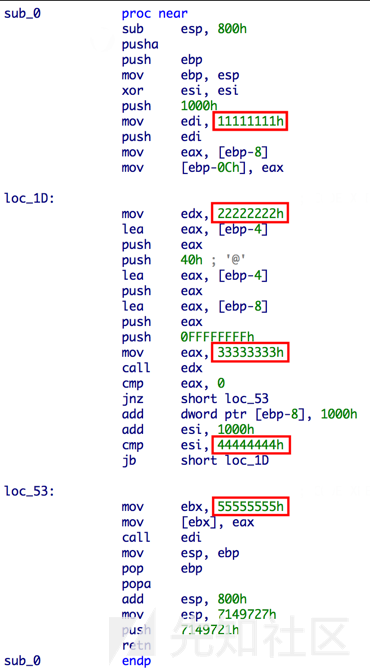 sub_0 proc near
sub esp, 800h
pusha
push ebp
mov ebp, esp
xor esi, esi
push 1000h
mov edi, 11111111h
push edi
mov eax, [ebp-8]
mov [ebp-0Ch], eax
loc_1D:
mov edx, 22222222h
lea eax, [ebp-4]
push eax
push 40h ; '@'
lea eax, [ebp-4]
push eax
lea eax, [ebp-8]
push eax
push 0FFFFFFFFh
mov eax, 33333333h
call edx
cmp eax, 0
jnz short loc_53
add dword ptr [ebp-8], 1000h
add esi, 1000h
cmp esi, 44444444h
jb short loc_1D
loc_53:
mov ebx, 55555555h
mov [ebx], eax
call edi
mov esp, ebp
pop ebp
popa
add esp, 800h
mov esp, 7149727h
push 7149721h
retn
sub_0 endp
先知社区